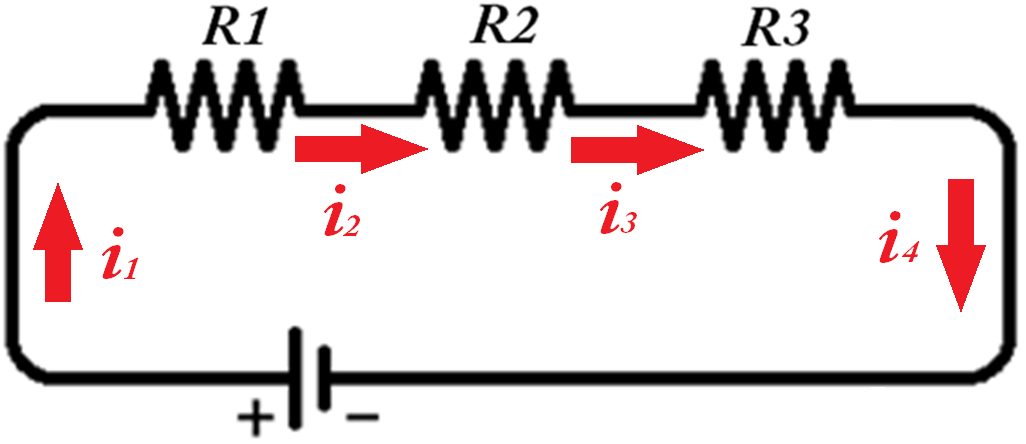 R1 R2 R3
i2 i3
i1 i4
+ −